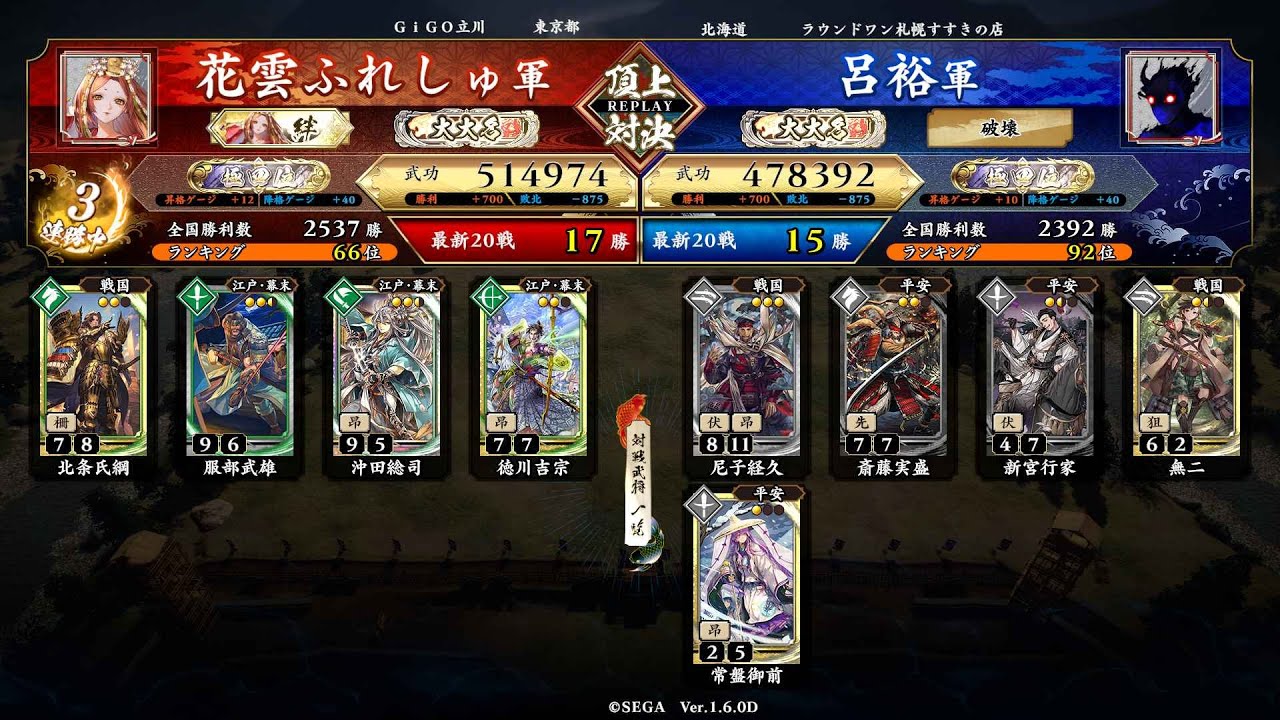 GiGO立川 東京都
北海道 ラウンドワン札幌すすきの店
花雲ふれしゅ軍
頂上
REPLAY
対決
呂裕軍
絆
大大名
大大名
破壊
極皿位
極皿位
武功 514974
武功 478392
昇格ゲージ +12 降格ゲージ +40
勝利 +700 敗北 -875
勝利 +700 敗北 -875
昇格ゲージ +10 降格ゲージ +40
3
連勝中
全国勝利数 2537勝
ランキング 66位
最新20戦 17勝
最新20戦 15勝
全国勝利数 2392勝
ランキング 92位
戦国
江戸・幕末
江戸・幕末
江戸・幕末
戦国
平安
平安
戦国
柵
昴
昴
伏 昴
先
伏
狙
7 8
9 6
9 5
7 7
8 11
7 7
4 7
6 2
北条氏綱
服部武雄
沖田総司
徳川吉宗
尼子経久
斎藤実盛
新宮行家
無二
対戦武将一覧
平安
昴
2 5
常盤御前
©SEGA Ver.1.6.0D